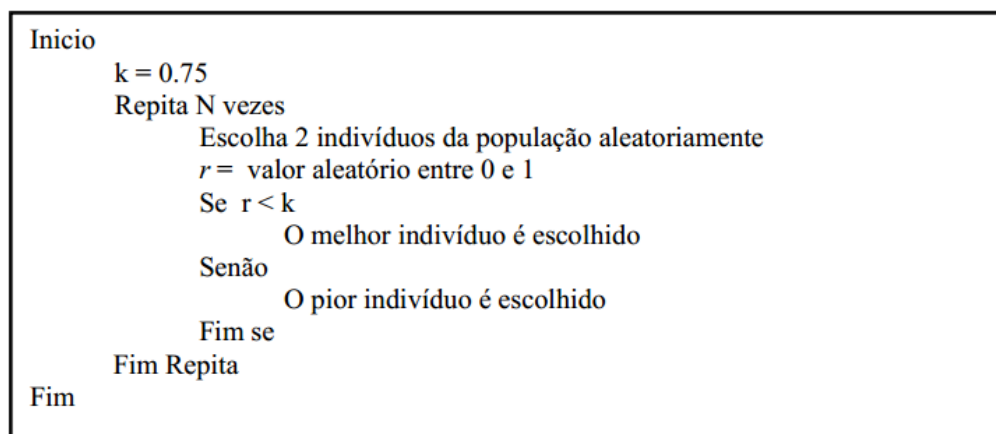 Inicio
k = 0.75
Repita N vezes
Escolha 2 indivíduos da população aleatoriamente
r = valor aleatório entre 0 e 1
Se r < k
O melhor indivíduo é escolhido
Senão
O pior indivíduo é escolhido
Fim se
Fim Repita
Fim